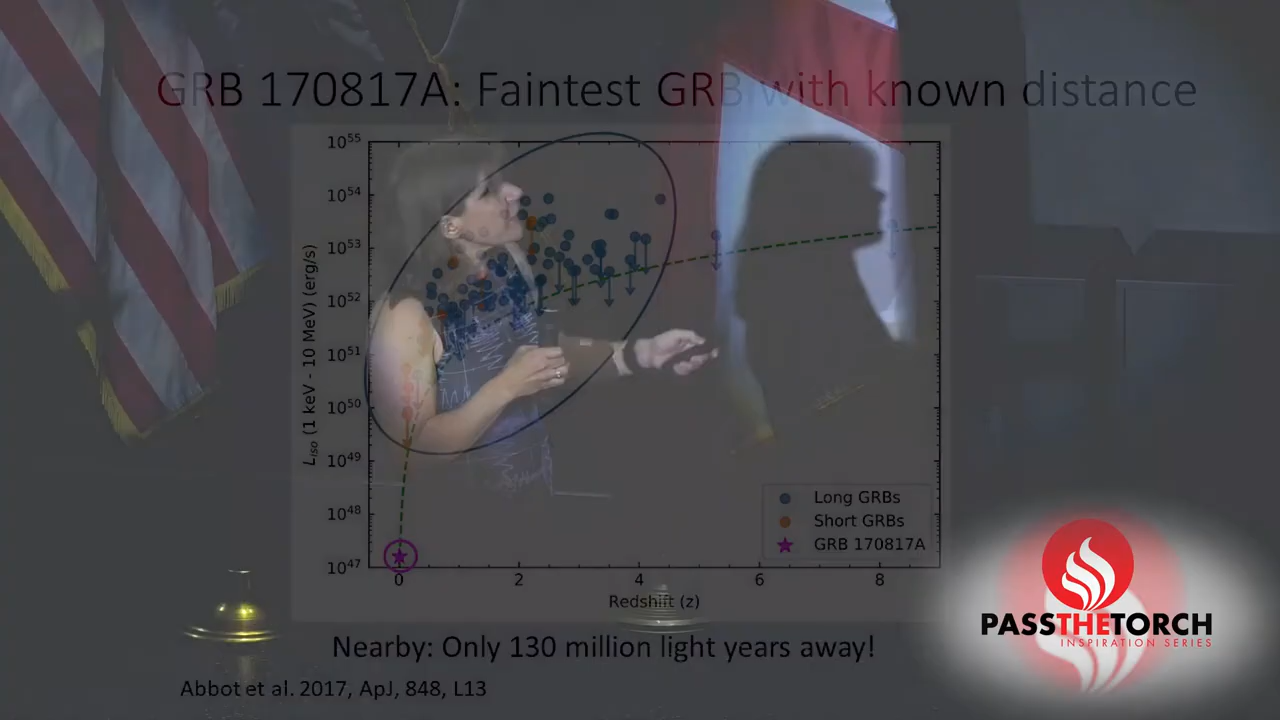 GRB 170817A: Faintest GRB with known distance
10^55
10^54
10^53
10^52
10^51
10^50
10^49
10^48
10^47
L_iso (1 keV - 10 MeV) (erg/s)
Long GRBs
Short GRBs
GRB 170817A
0 2 4 6 8
Redshift (z)
Nearby: Only 130 million light years away!
Abbot et al. 2017, ApJ, 848, L13
PASSTHETORCH
INSPIRATION SERIES